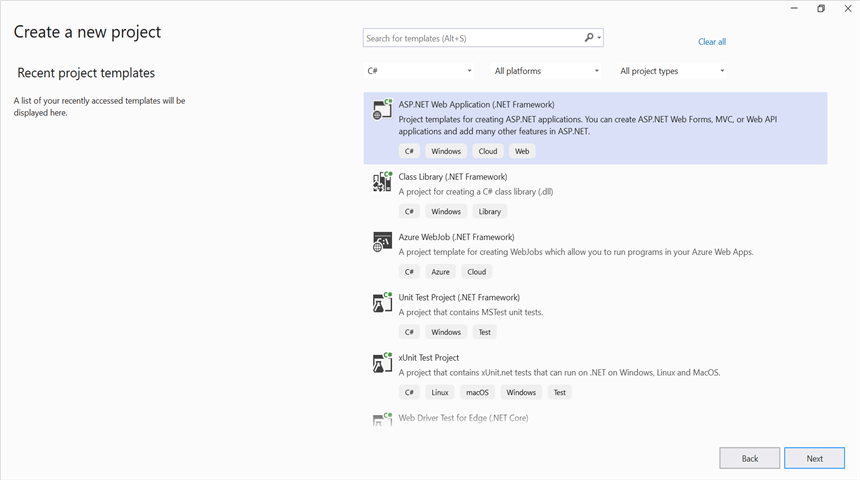 Create a new project
Search for templates (Alt+S)
Clear all
Recent project templates
C#
All platforms
All project types
A list of your recently accessed templates will be
displayed here.
ASP.NET Web Application (.NET Framework)
Project templates for creating ASP.NET applications. You can create ASP.NET Web Forms, MVC, or Web API
applications and add many other features in ASP.NET.
C# Windows Cloud Web
Class Library (.NET Framework)
A project for creating a C# class library (.dll)
C# Windows Library
Azure WebJob (.NET Framework)
A project template for creating WebJobs which allow you to run programs in your Azure Web Apps.
C# Azure Cloud
Unit Test Project (.NET Framework)
A project that contains MSTest unit tests.
C# Windows Test
xUnit Test Project
A project that contains xUnit.net tests that can run on .NET on Windows, Linux and MacOS.
C# Linux macOS Windows Test
Web Driver Test for Edge (.NET Core)
Back
Next